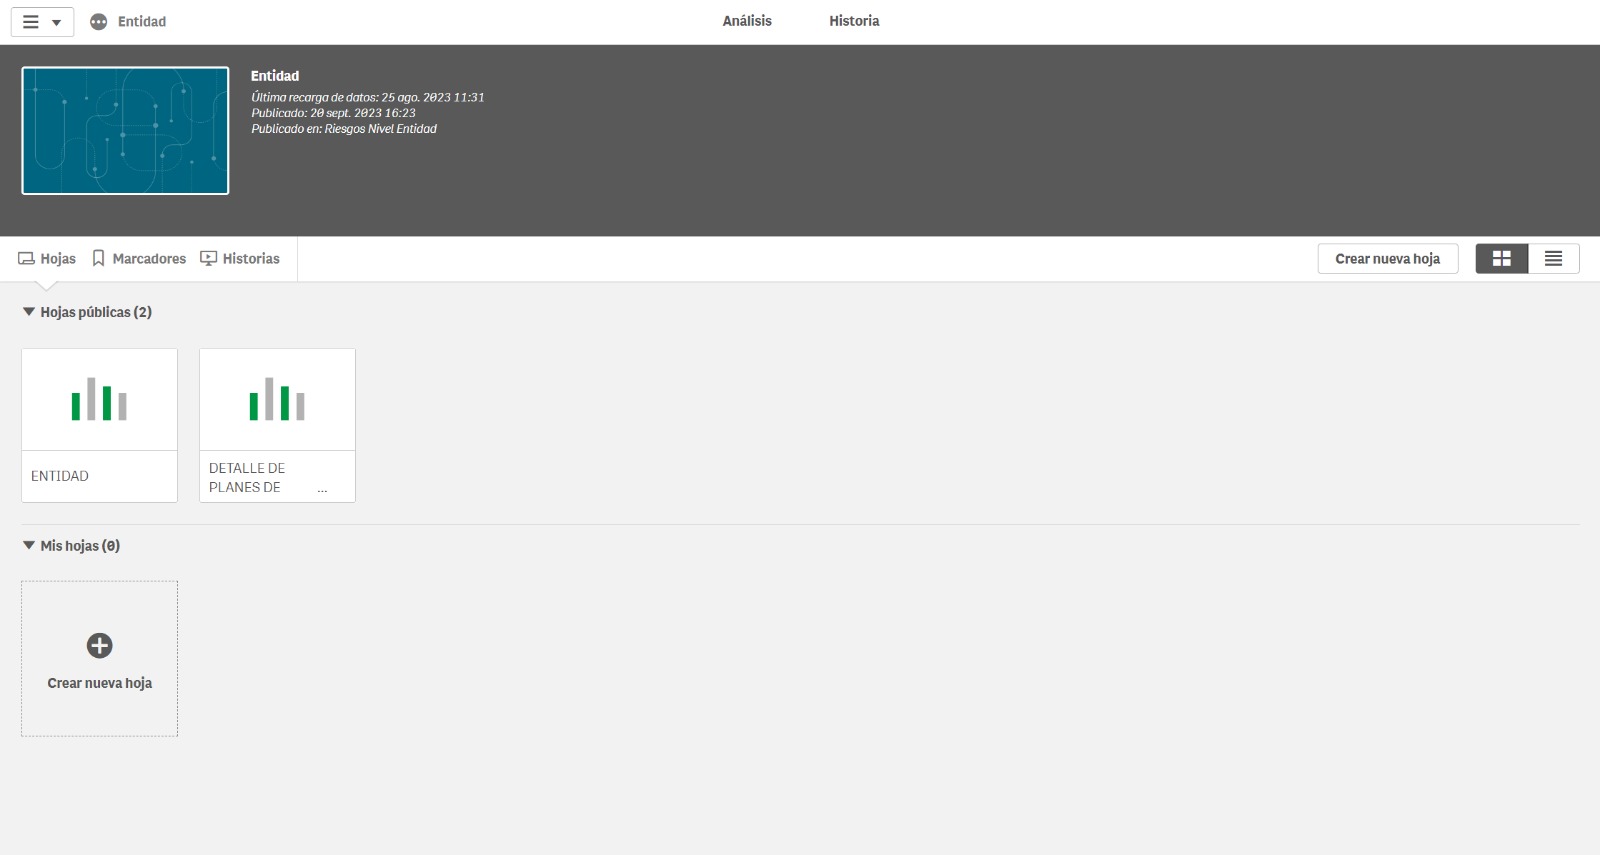 Entidad
Análisis
Historia
Entidad
Última recarga de datos: 25 ago. 2023 11:31
Publicado: 20 sept. 2023 16:23
Publicado en: Riesgos Nivel Entidad
Hojas
Marcadores
Historias
Crear nueva hoja
Hojas públicas (2)
ENTIDAD
DETALLE DE
PLANES DE ...
Mis hojas (0)
Crear nueva hoja